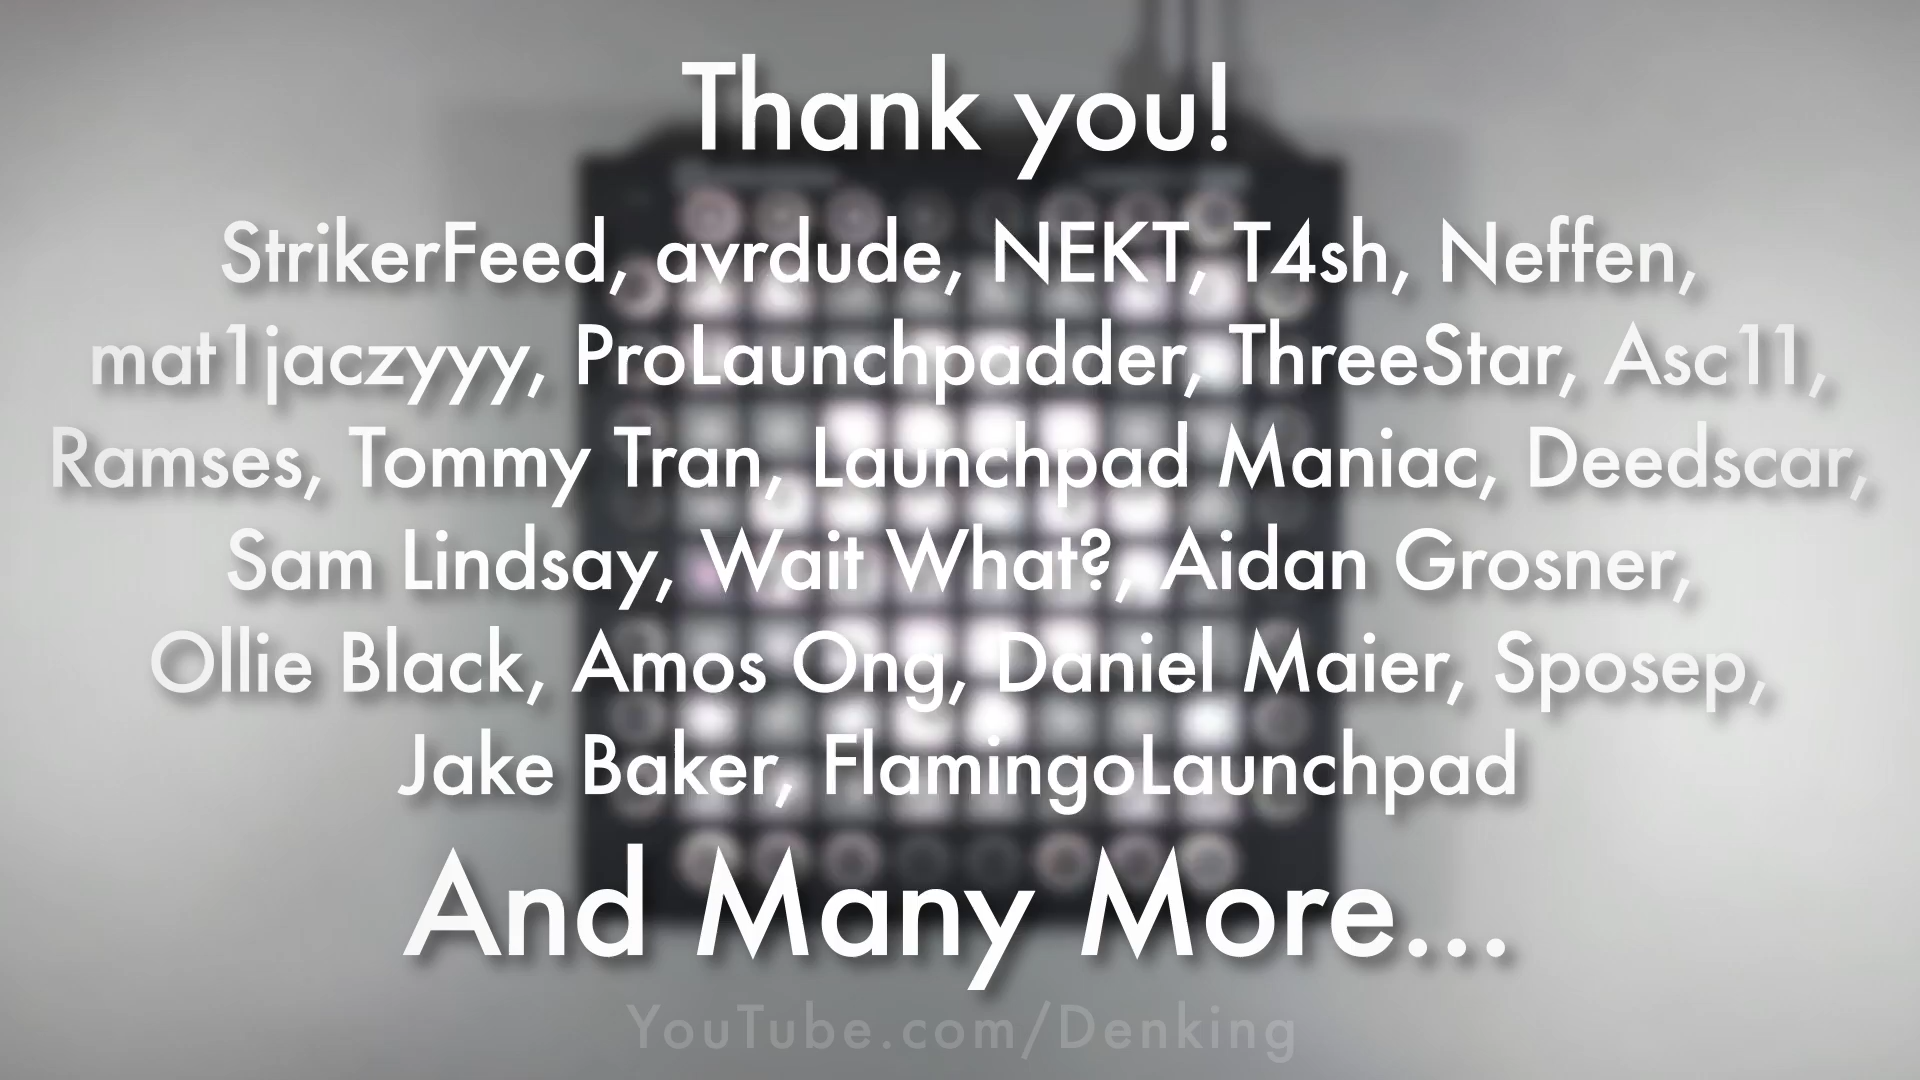 Thank you!
StrikerFeed, avrdude, NEKT, T4sh, Neffen,
mat1jaczyyy, ProLaunchpadder, ThreeStar, Asc11,
Ramses, Tommy Tran, Launchpad Maniac, Deedscar,
Sam Lindsay, Wait What?, Aidan Grosner,
Ollie Black, Amos Ong, Daniel Maier, Sposep,
Jake Baker, FlamingoLaunchpad
And Many More...
YouTube.com/Denking